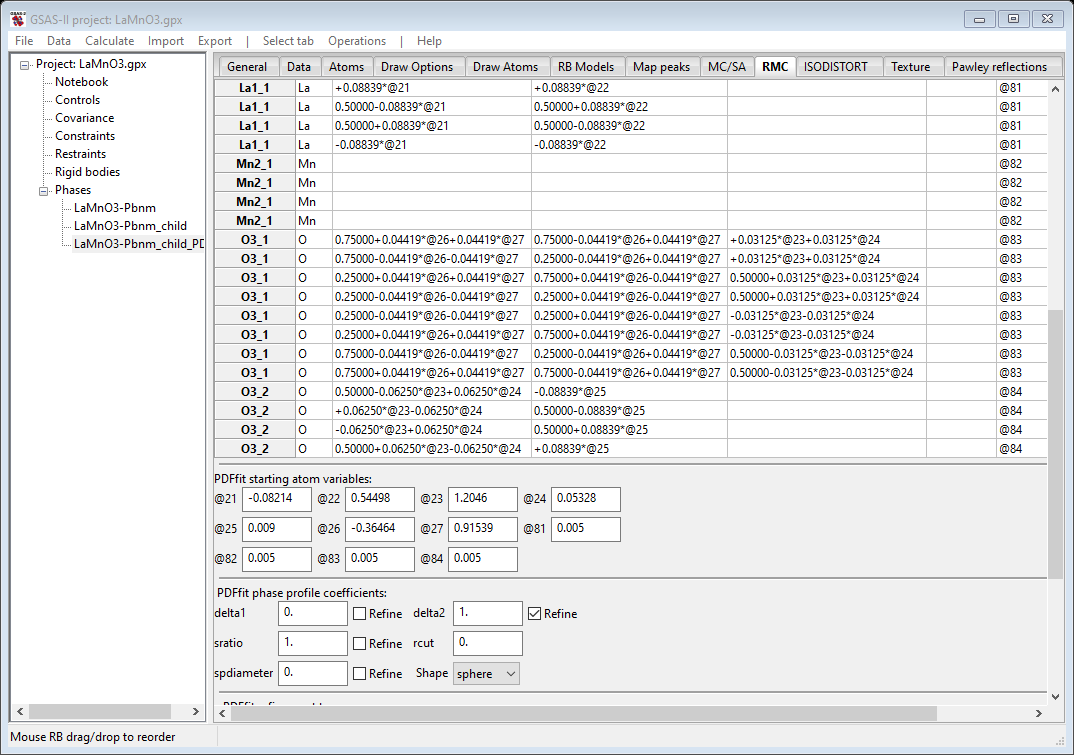 GSAS-II project: LaMnO3.gpx
File Data Calculate Import Export | Select tab Operations | Help
Project: LaMnO3.gpx
Notebook
Controls
Covariance
Constraints
Restraints
Rigid bodies
Phases
LaMnO3-Pbnm
LaMnO3-Pbnm_child
LaMnO3-Pbnm_child_PD
General Data Atoms Draw Options Draw Atoms RB Models Map peaks MC/SA RMC ISODISTORT Texture Pawley reflections
La1_1 La +0.08839*@21 +0.08839*@22 @81
La1_1 La 0.50000-0.08839*@21 0.50000+0.08839*@22 @81
La1_1 La 0.50000+0.08839*@21 0.50000-0.08839*@22 @81
La1_1 La -0.08839*@21 -0.08839*@22 @81
Mn2_1 Mn @82
Mn2_1 Mn @82
Mn2_1 Mn @82
Mn2_1 Mn @82
O3_1 O 0.75000+0.04419*@26+0.04419*@27 0.75000-0.04419*@26+0.04419*@27 +0.03125*@23+0.03125*@24 @83
O3_1 O 0.75000-0.04419*@26-0.04419*@27 0.25000-0.04419*@26+0.04419*@27 +0.03125*@23+0.03125*@24 @83
O3_1 O 0.25000+0.04419*@26+0.04419*@27 0.75000+0.04419*@26-0.04419*@27 0.50000+0.03125*@23+0.03125*@24 @83
O3_1 O 0.25000-0.04419*@26-0.04419*@27 0.25000+0.04419*@26-0.04419*@27 0.50000+0.03125*@23+0.03125*@24 @83
O3_1 O 0.25000-0.04419*@26-0.04419*@27 0.25000+0.04419*@26-0.04419*@27 -0.03125*@23-0.03125*@24 @83
O3_1 O 0.25000+0.04419*@26+0.04419*@27 0.75000+0.04419*@26-0.04419*@27 -0.03125*@23-0.03125*@24 @83
O3_1 O 0.75000-0.04419*@26-0.04419*@27 0.25000-0.04419*@26+0.04419*@27 0.50000-0.03125*@23-0.03125*@24 @83
O3_1 O 0.75000+0.04419*@26+0.04419*@27 0.75000-0.04419*@26+0.04419*@27 0.50000-0.03125*@23-0.03125*@24 @83
O3_2 O 0.50000-0.06250*@23+0.06250*@24 -0.08839*@25 @84
O3_2 O +0.06250*@23-0.06250*@24 0.50000-0.08839*@25 @84
O3_2 O -0.06250*@23+0.06250*@24 0.50000+0.08839*@25 @84
O3_2 O 0.50000+0.06250*@23-0.06250*@24 +0.08839*@25 @84
PDFfit starting atom variables:
@21 -0.08214 @22 0.54498 @23 1.2046 @24 0.05328
@25 0.009 @26 -0.36464 @27 0.91539 @81 0.005
@82 0.005 @83 0.005 @84 0.005
PDFfit phase profile coefficients:
delta1 0. Refine delta2 1. Refine
sratio 1. Refine rcut 0.
spdiameter 0. Refine Shape sphere
Mouse RB drag/drop to reorder